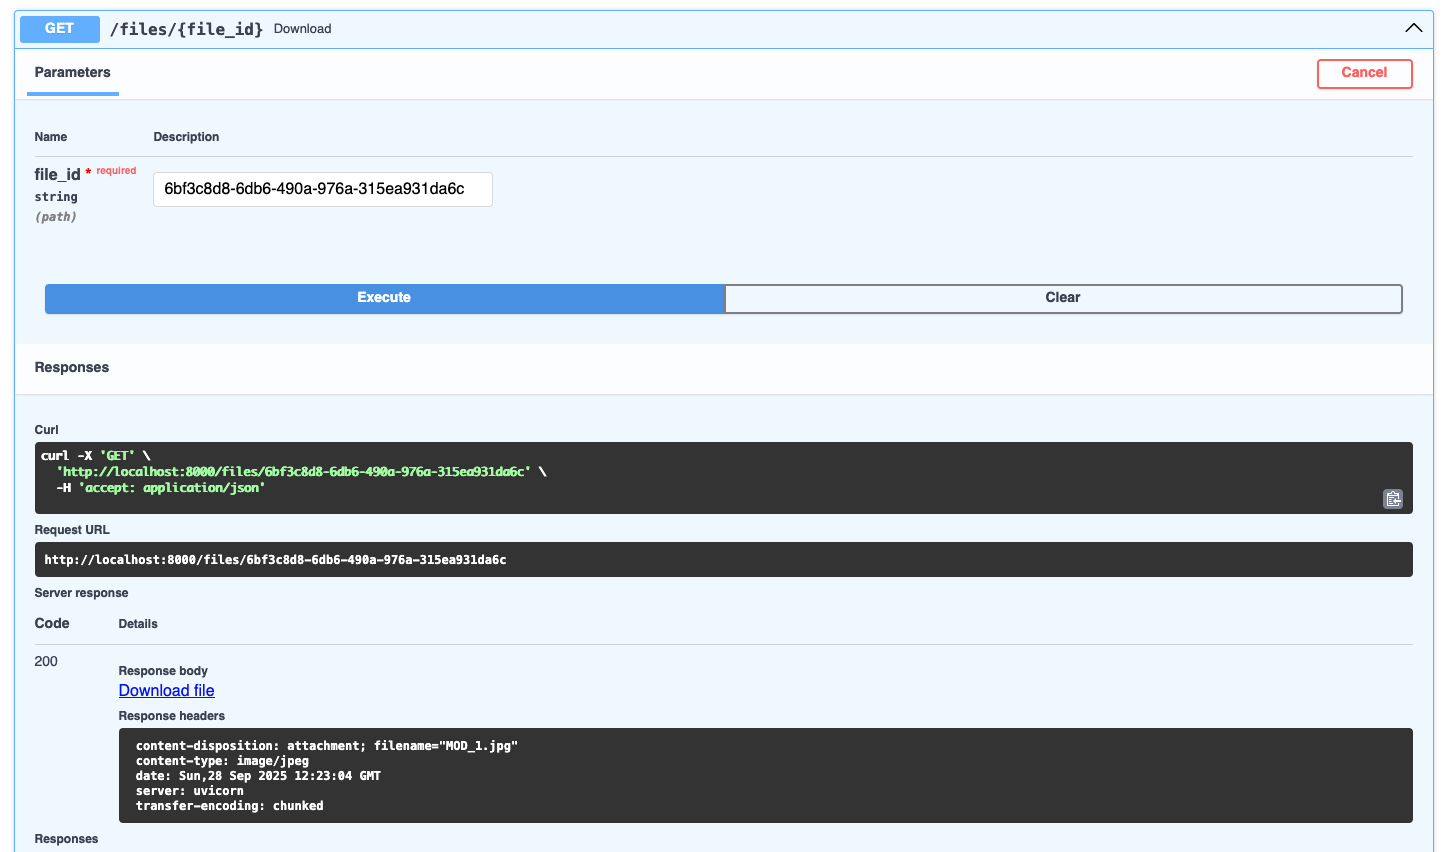 GET /files/{file_id} Download
Parameters
Cancel
Name Description
file_id * required
string
(path)
6bf3c8d8-6db6-490a-976a-315ea931da6c
Execute Clear
Responses
Curl
curl -X 'GET' \
'http://localhost:8000/files/6bf3c8d8-6db6-490a-976a-315ea931da6c' \
-H 'accept: application/json'
Request URL
http://localhost:8000/files/6bf3c8d8-6db6-490a-976a-315ea931da6c
Server response
Code Details
200
Response body
Download file
Response headers
content-disposition: attachment; filename="MOD_1.jpg"
content-type: image/jpeg
date: Sun,28 Sep 2025 12:23:04 GMT
server: uvicorn
transfer-encoding: chunked
Responses